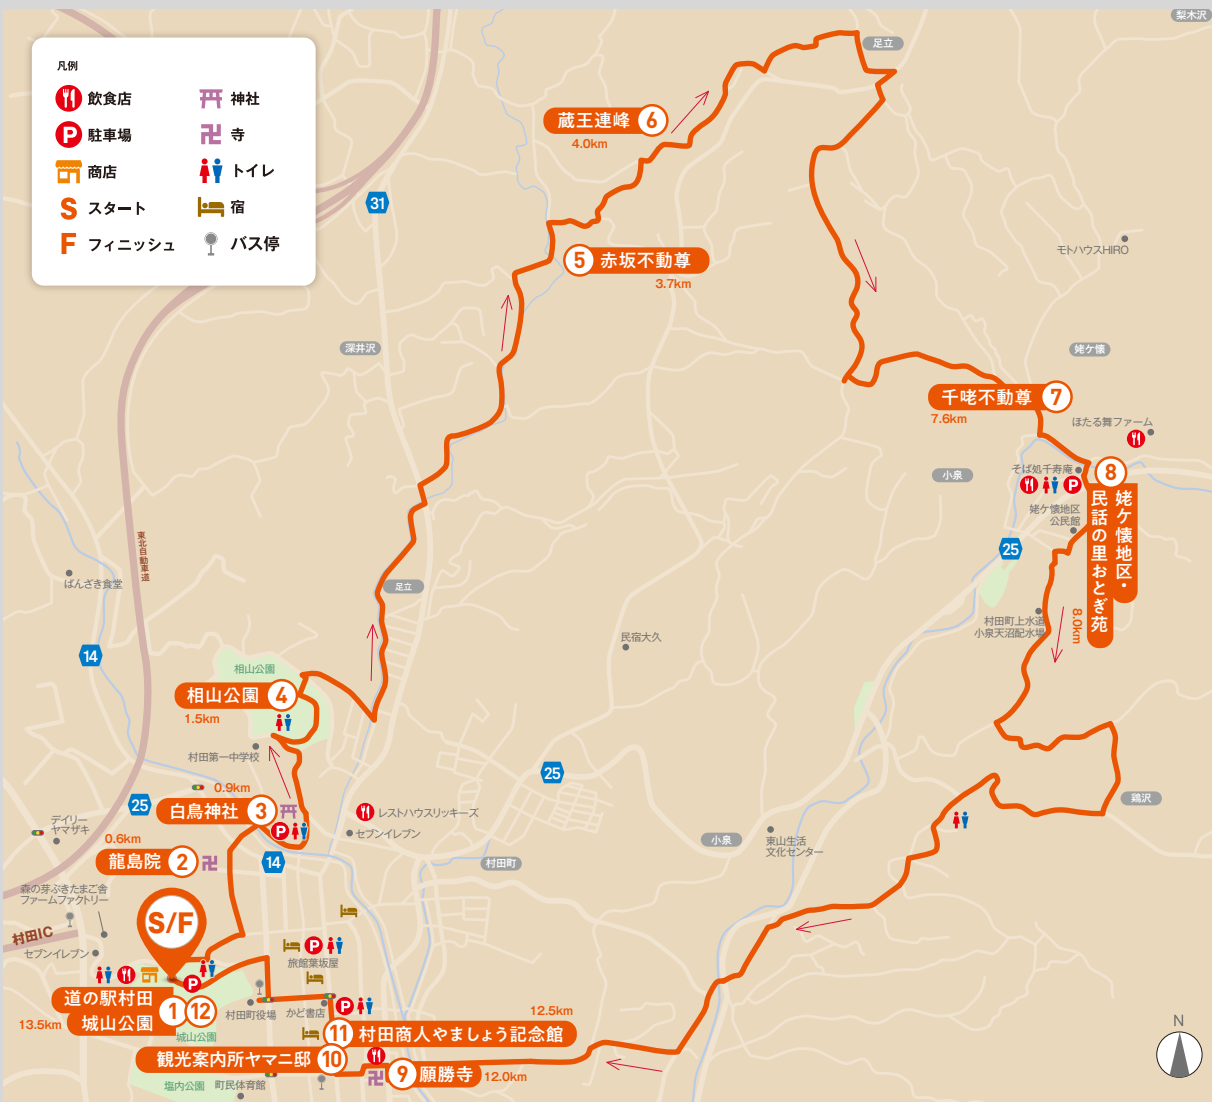 梨木沢
凡例
飲食店
神社
P
駐車場
寺
商店
トイレ
S
スタート
宿
F
フィニッシュ
バス停
足立
蔵王連峰 6
4.0km
31
5 赤坂不動尊
3.7km
モトハウスHIRO
深井沢
姥ケ懐
千咾不動尊 7
7.6km
ほたる舞ファーム
小泉
そば処千寿庵
P
8
姥ケ懐地区・
民話の里おとぎ苑
8.0km
姥ケ懐地区
公民館
25
東北自動車道
ばんざき食堂
足立
村田町上水道
小泉天沼配水場
民宿大久
14
相山公園
相山公園 4
1.5km
村田第一中学校
25
0.9km
25
白鳥神社 3
P
レストハウスリッキーズ
セブンイレブン
デイリー
ヤマザキ
0.6km
龍島院 2
14
鶏沢
小泉
東山生活
文化センター
村田町
森の芽ぶきたまご舎
ファームファクトリー
S/F
村田IC
セブンイレブン
P
旅館葉坂屋
P
道の駅村田
城山公園
1 12
13.5km
城山公園
村田町役場
かど書店
P
12.5km
11 村田商人やましょう記念館
観光案内所ヤマニ邸 10
9 願勝寺
12.0km
塩内公園
町民体育館
N